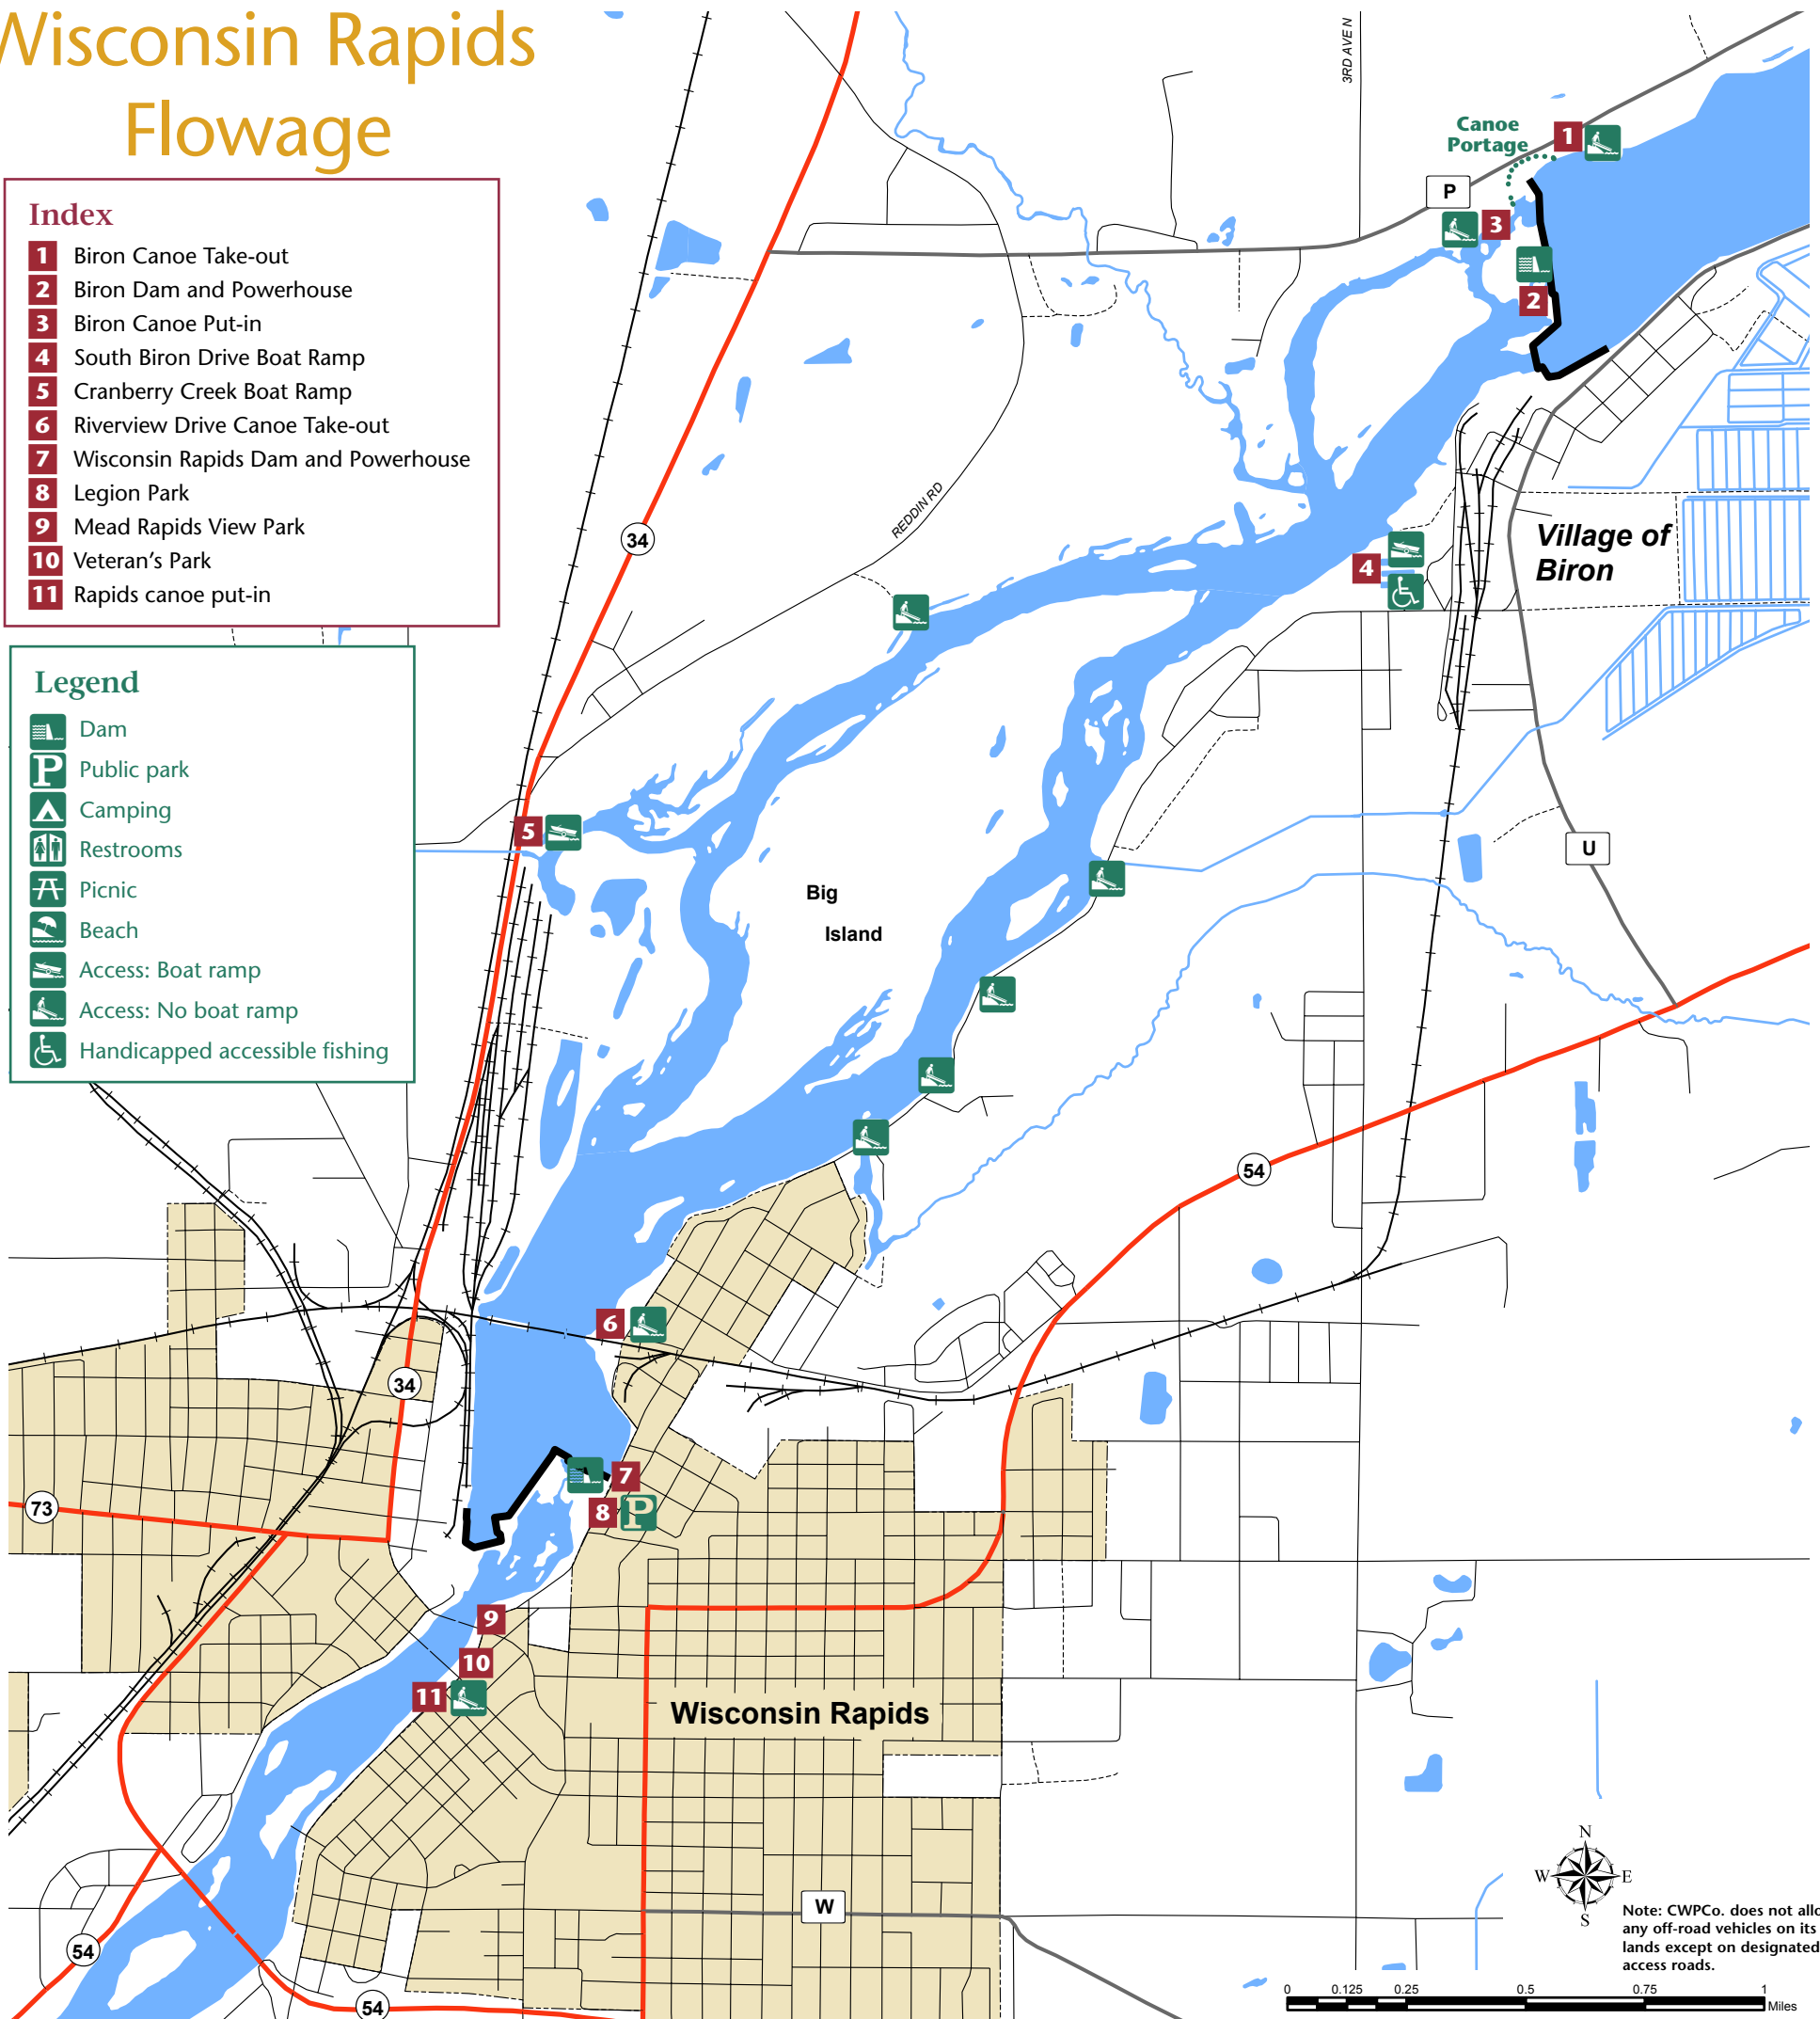 Wisconsin Rapids
Flowage
Index
1 Biron Canoe Take-out
2 Biron Dam and Powerhouse
3 Biron Canoe Put-in
4 South Biron Drive Boat Ramp
5 Cranberry Creek Boat Ramp
6 Riverview Drive Canoe Take-out
7 Wisconsin Rapids Dam and Powerhouse
8 Legion Park
9 Mead Rapids View Park
10 Veteran's Park
11 Rapids canoe put-in
Legend
Dam
P Public park
Camping
Restrooms
Picnic
Beach
Access: Boat ramp
Access: No boat ramp
Handicapped accessible fishing
3RD AVE N
Canoe
Portage
1
P
3
2
REDDIN RD
34
Village of
Biron
4
5
U
Big
Island
54
6
34
7
73
8 P
9
10
11
Wisconsin Rapids
W
54
54
N
W E
S
Note: CWPCo. does not allo
any off-road vehicles on its
lands except on designated
access roads.
0 0.125 0.25 0.5 0.75 1
Miles